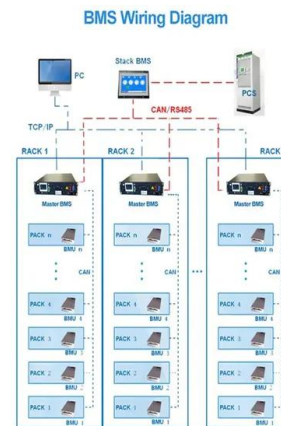 BMS Wiring Diagram
PC
Stack BMS
PCS
CAN/RS485
TCP/IP
RACK 1
RACK 2
RACK
Master BMS
Master BMS
Master BMS
PACK n
BMU n
PACK n
BMU n
PACK n
BMU n
CAN
CAN
CAN
PACK 4
BMU 4
PACK 4
BMU 4
PACK 4
BMU 4
PACK 3
BMU 3
PACK 3
BMU 3
PACK 3
BMU 3
PACK 2
BMU 2
PACK 2
BMU 2
PACK 2
BMU 2
PACK 1
BMU 1
PACK 1
BMU 1
PACK 1
BMU 1